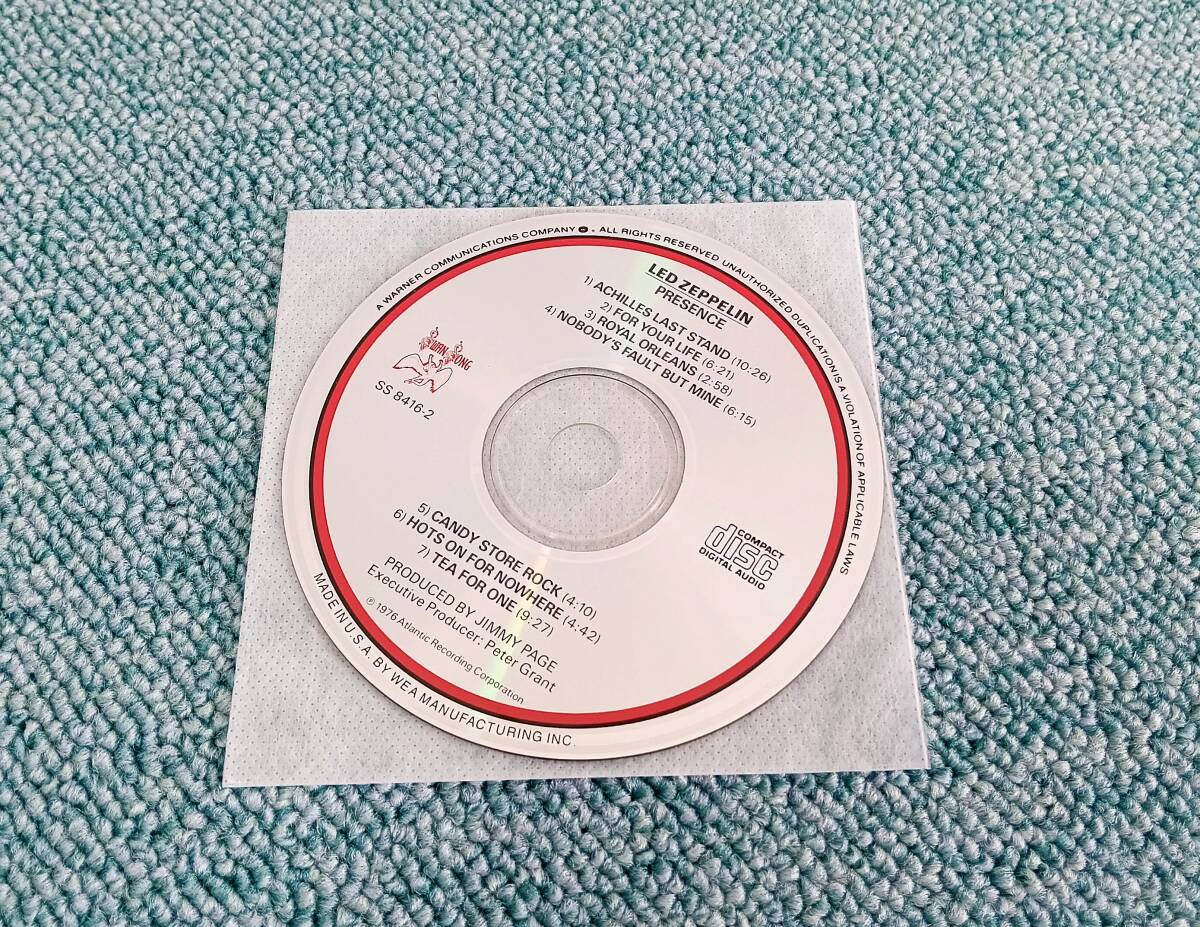 A WARNER COMMUNICATIONS COMPANY . ALL RIGHTS RESERVED UNAUTHORIZED DUPLICATION IS A VIOLATION OF APPLICABLE LAWS
LED ZEPPELIN
PRESENCE
1) ACHILLES LAST STAND (10:26)
2) FOR YOUR LIFE (6:21)
3) ROYAL ORLEANS (2:58)
4) NOBODY'S FAULT BUT MINE (6:15)
SWAN SONG
SS 8416-2
COMPACT
disc
DIGITAL AUDIO
5) CANDY STORE ROCK (4:10)
6) HOTS ON FOR NOWHERE (4:42)
7) TEA FOR ONE (9:27)
PRODUCED BY JIMMY PAGE
Executive Producer: Peter Grant
℗ 1976 Atlantic Recording Corporation
MADE IN U.S.A. BY WEA MANUFACTURING INC.